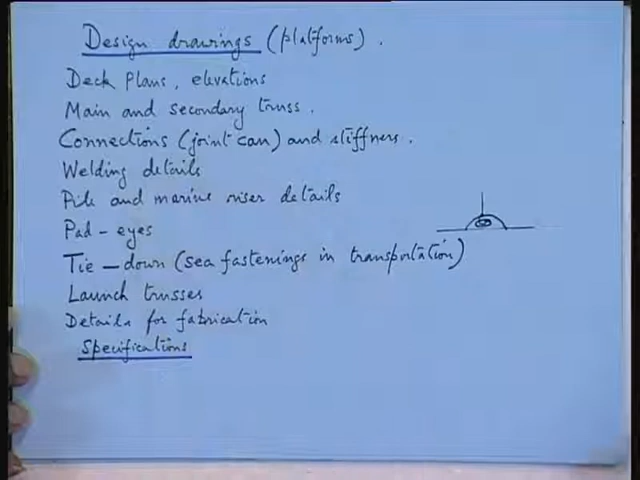 Design drawings (platforms).
Deck plans, elevations
Main and secondary truss.
Connections (joint can) and stiffners.
Welding details
Pile and marine riser details
Pad-eyes
Tie-down (sea fastenings in transportation)
Launch trusses
Details for fabrication
Specifications